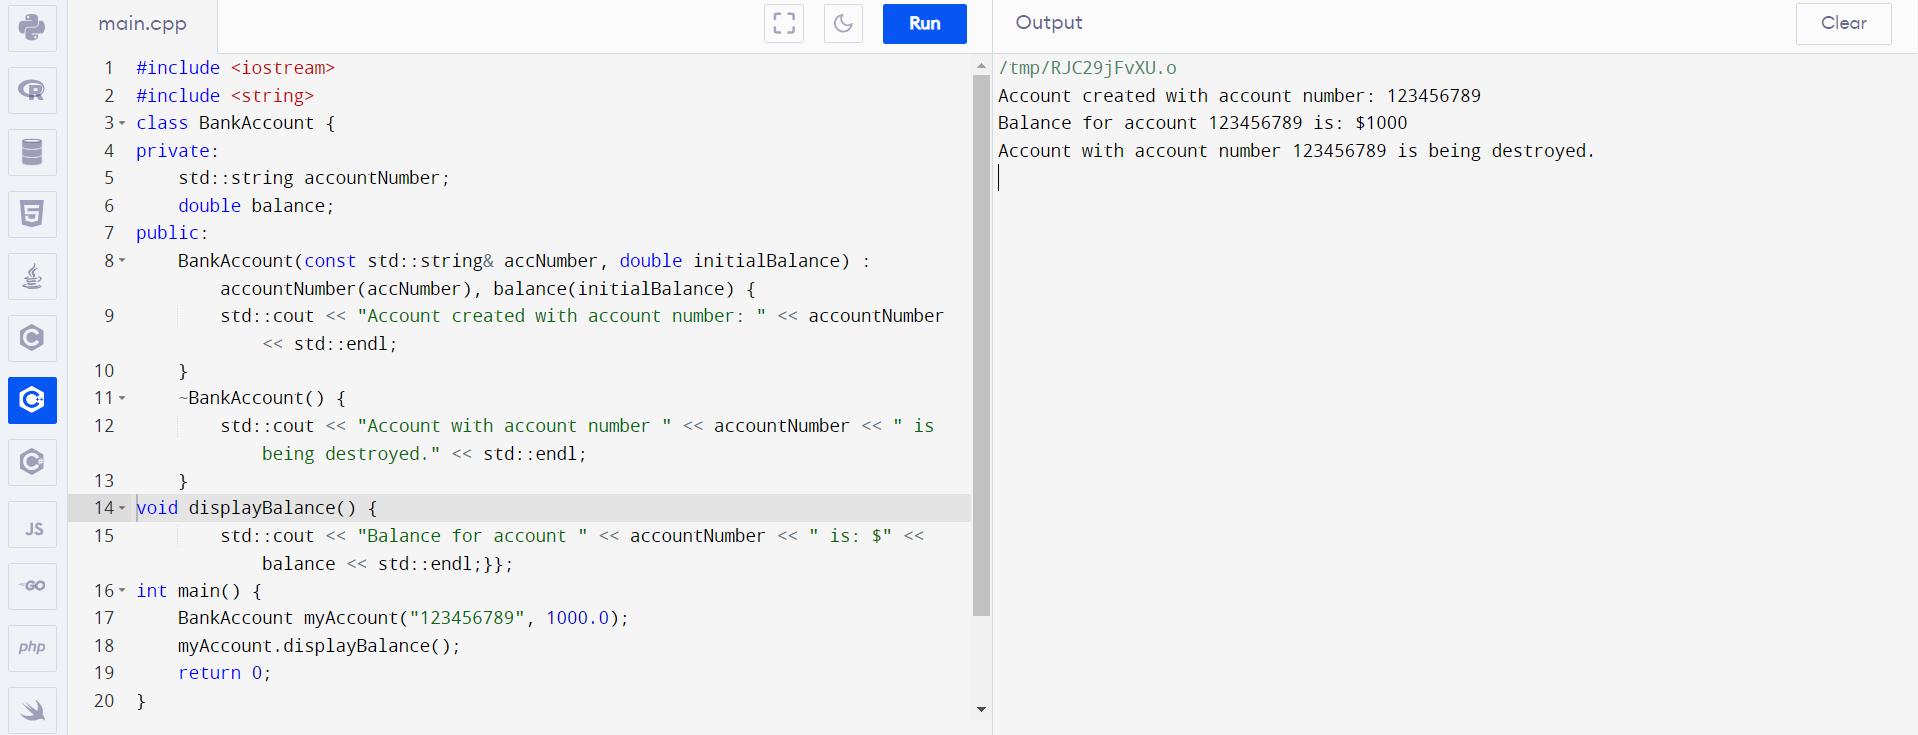 main.cpp
Run
Output
Clear
1 #include <iostream>
2 #include <string>
3 class BankAccount {
4 private:
5 std::string accountNumber;
6 double balance;
7 public:
8 BankAccount(const std::string& accNumber, double initialBalance) :
accountNumber(accNumber), balance(initialBalance) {
9 std::cout << "Account created with account number: " << accountNumber
<< std::endl;
10 }
11 ~BankAccount() {
12 std::cout << "Account with account number " << accountNumber << " is
being destroyed." << std::endl;
13 }
14 void displayBalance() {
15 std::cout << "Balance for account " << accountNumber << " is: $" <<
balance << std::endl;}};
16 int main() {
17 BankAccount myAccount("123456789", 1000.0);
18 myAccount.displayBalance();
19 return 0;
20 }
/tmp/RJC29jFvXU.o
Account created with account number: 123456789
Balance for account 123456789 is: $1000
Account with account number 123456789 is being destroyed.
R
5
C
C++
C
JS
GO
php